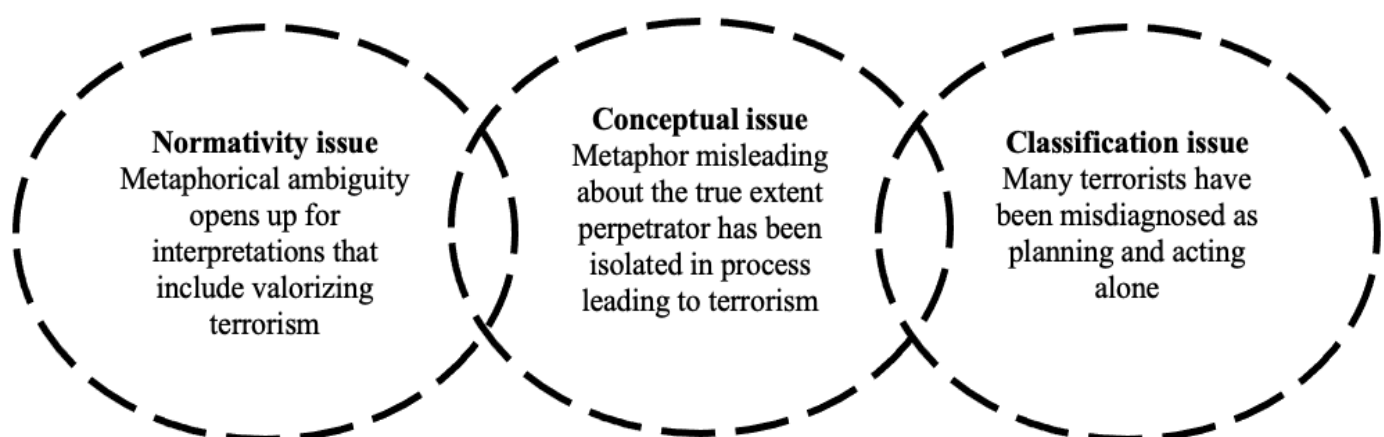 Normativity issue
Metaphorical ambiguity
opens up for
interpretations that
include valorizing
terrorism
Conceptual issue
Metaphor misleading
about the true extent
perpetrator has been
isolated in process
leading to terrorism
Classification issue
Many terrorists have
been misdiagnosed as
planning and acting
alone